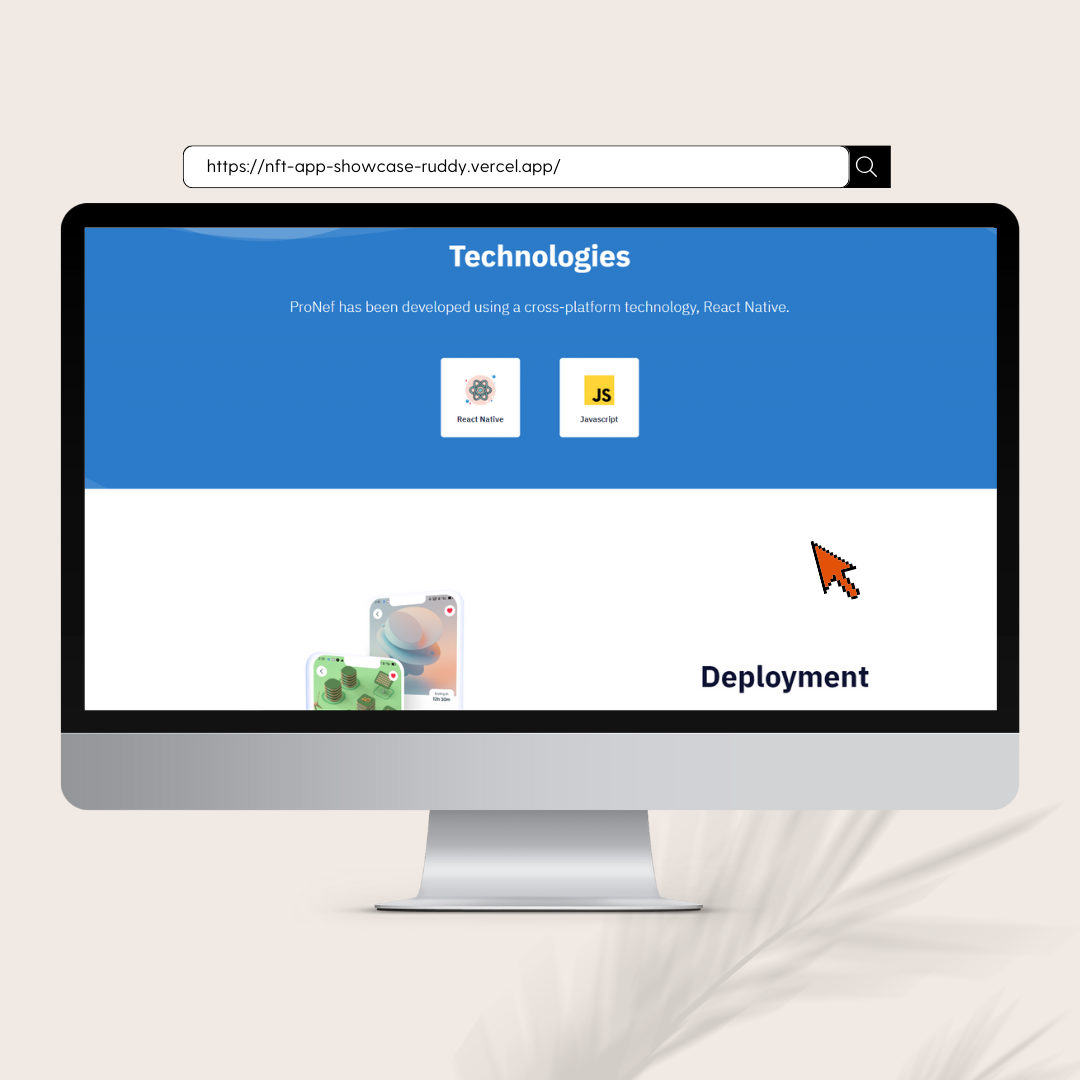 https://nft-app-showcase-ruddy.vercel.app/
Technologies
ProNef has been developed using a cross-platform technology, React Native.
React Native
JS
Javascript
12h 30m
Deployment